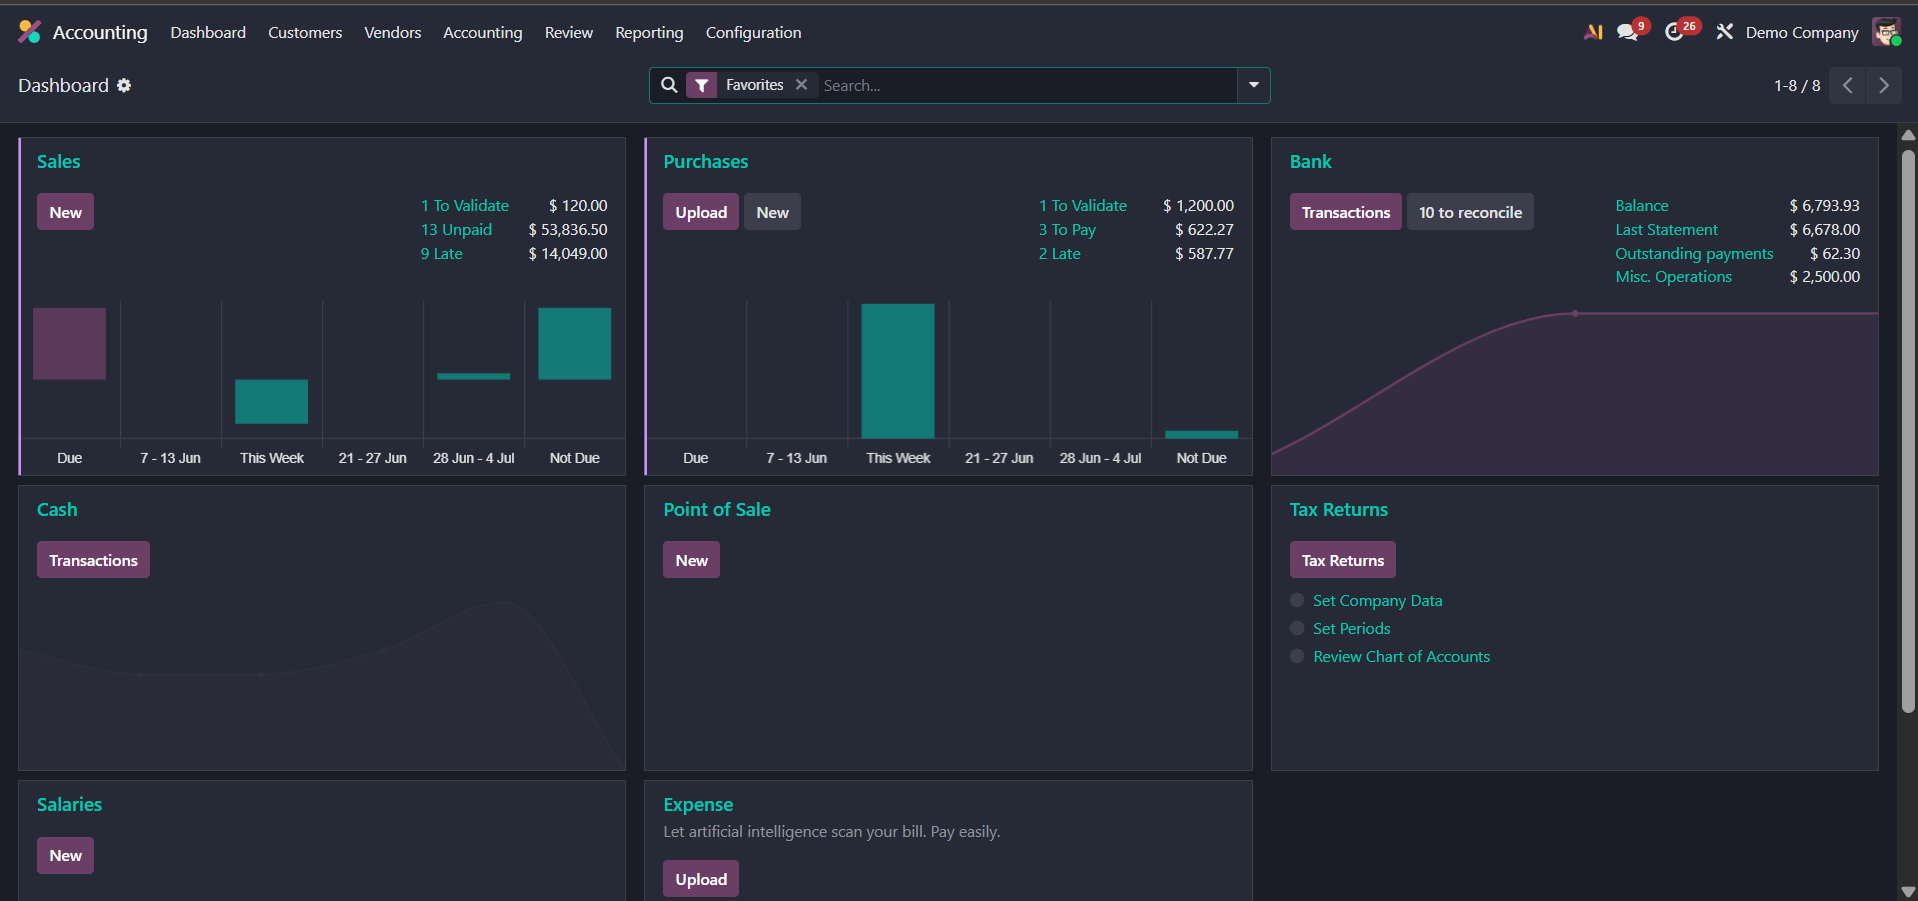 Accounting Dashboard Customers Vendors Accounting Review Reporting Configuration AI 9 26 Demo Company
Dashboard Favorites Search... 1-8 / 8
Sales
New
1 To Validate $ 120.00
13 Unpaid $ 53,836.50
9 Late $ 14,049.00
Due 7 - 13 Jun This Week 21 - 27 Jun 28 Jun - 4 Jul Not Due
Purchases
Upload New
1 To Validate $ 1,200.00
3 To Pay $ 622.27
2 Late $ 587.77
Due 7 - 13 Jun This Week 21 - 27 Jun 28 Jun - 4 Jul Not Due
Bank
Transactions 10 to reconcile
Balance $ 6,793.93
Last Statement $ 6,678.00
Outstanding payments $ 62.30
Misc. Operations $ 2,500.00
Cash
Transactions
Point of Sale
New
Tax Returns
Tax Returns
Set Company Data
Set Periods
Review Chart of Accounts
Salaries
New
Expense
Let artificial intelligence scan your bill. Pay easily.
Upload